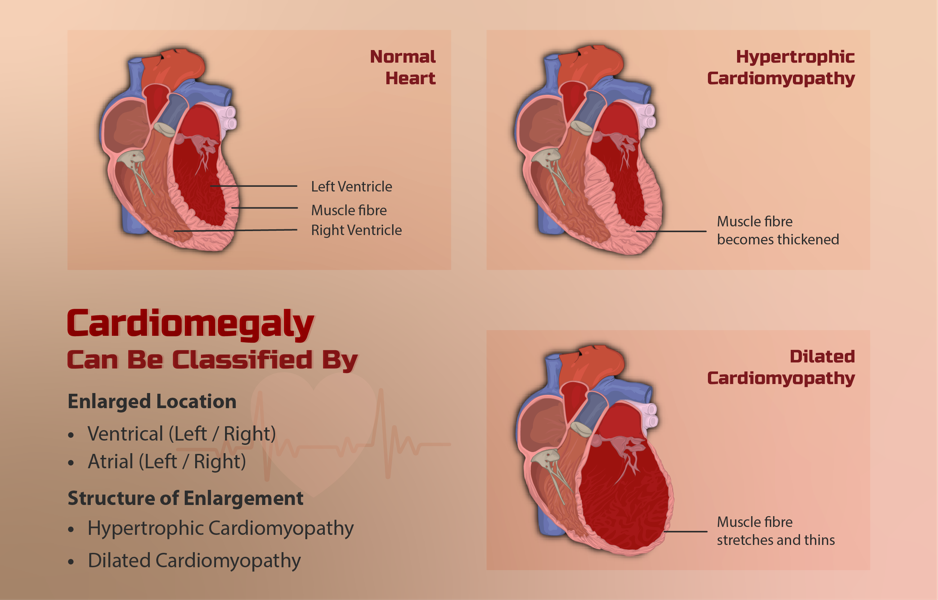 Normal
Heart
Left Ventricle
Muscle fibre
Right Ventricle
Hypertrophic
Cardiomyopathy
Muscle fibre
becomes thickened
Cardiomegaly
Can Be Classified By
Enlarged Location
• Ventrical (Left / Right)
• Atrial (Left / Right)
Structure of Enlargement
• Hypertrophic Cardiomyopathy
• Dilated Cardiomyopathy
Dilated
Cardiomyopathy
Muscle fibre
stretches and thins